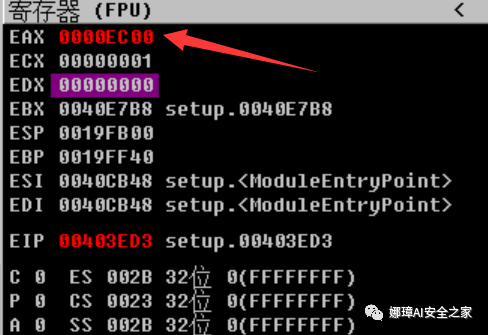 寄存器 (FPU) <
EAX 0000EC00
ECX 00000001
EDX 00000000
EBX 0040E7B8 setup.0040E7B8
ESP 0019FB00
EBP 0019FF40
ESI 0040CB48 setup.<ModuleEntryPoint>
EDI 0040CB48 setup.<ModuleEntryPoint>
EIP 00403ED3 setup.00403ED3
C 0 ES 002B 32位 0(FFFFFFFF)
P 0 CS 0023 32位 0(FFFFFFFF)
A 0 SS 002B 32位 0(FFFFFFFF)
娜璋AI安全之家